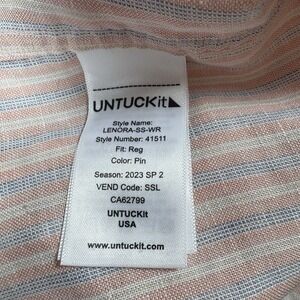 UNTUCKit
Style Name:
LENORA-SS-WR
Style Number: 41511
Fit: Reg
Color: Pin
Season: 2023 SP 2
VEND Code: SSL
CA62799
UNTUCKit
USA
www.untuckit.com